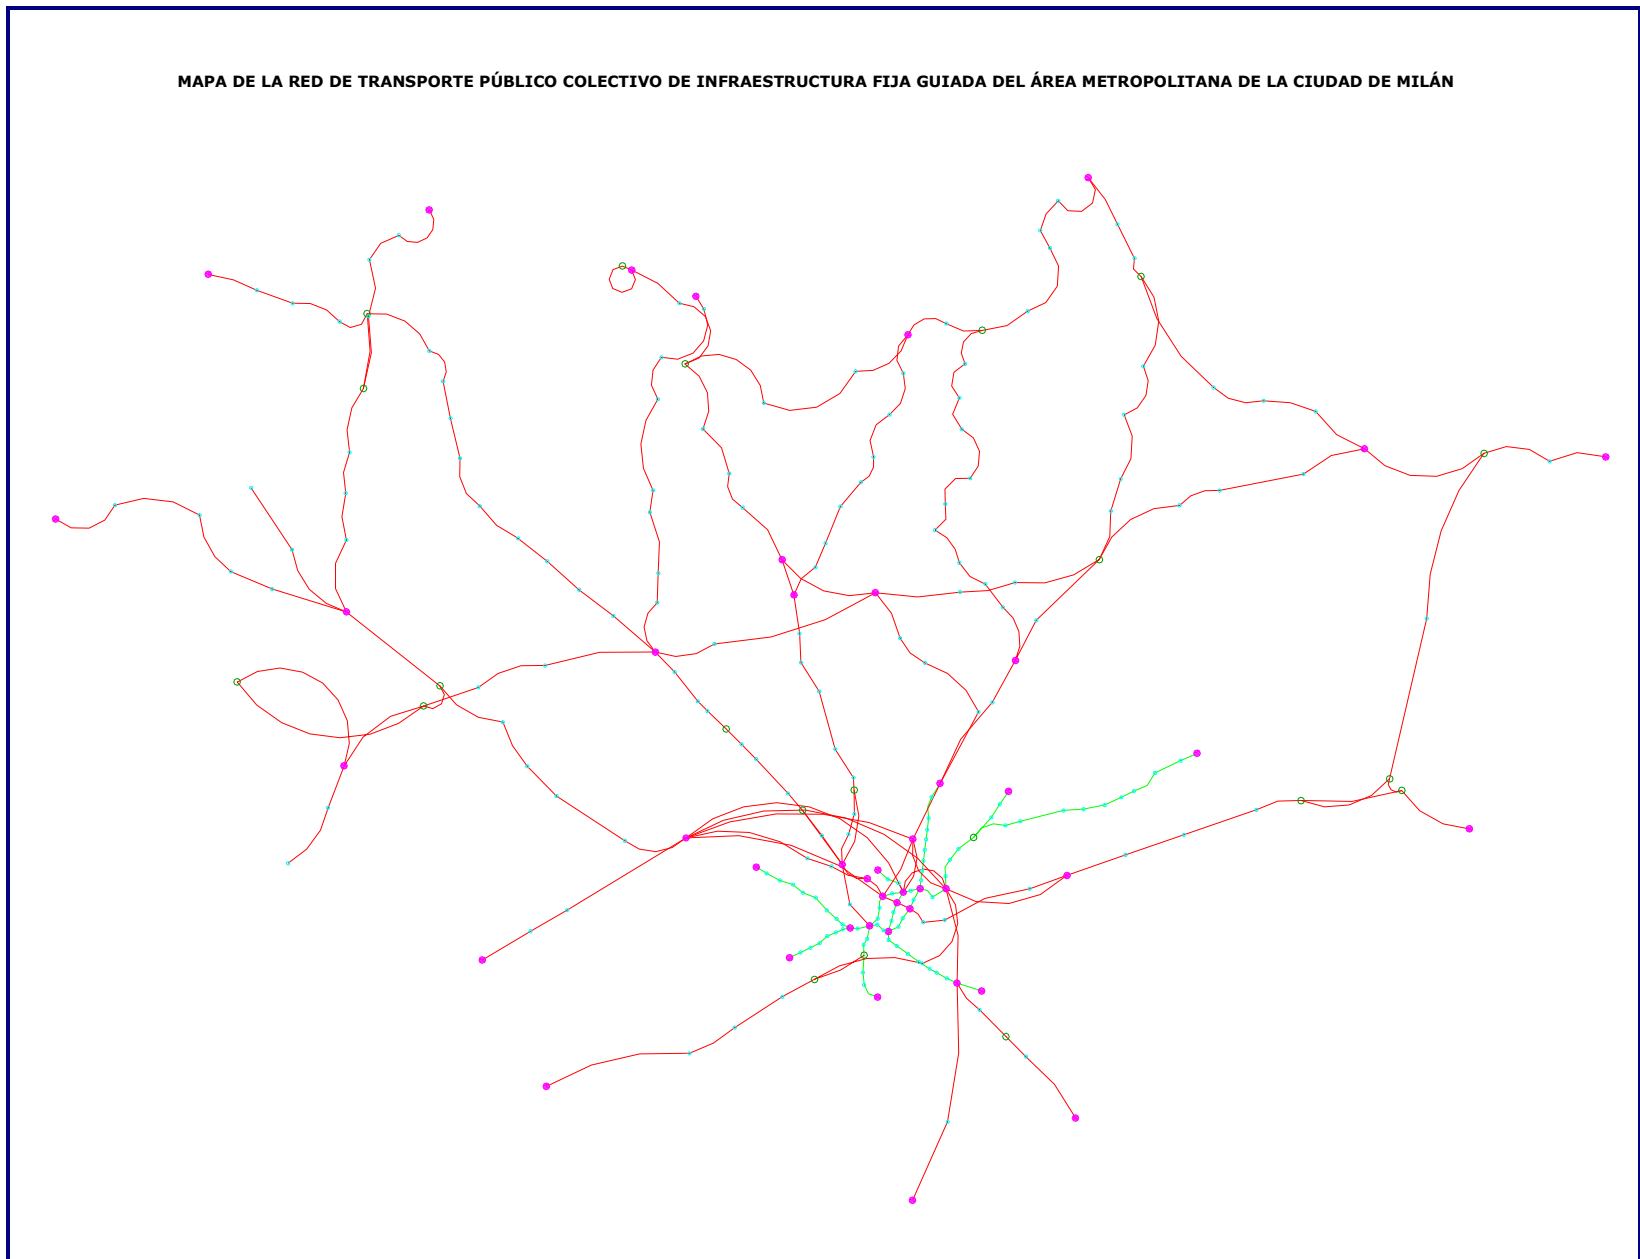 MAPA DE LA RED DE TRANSPORTE PÚBLICO COLECTIVO DE INFRAESTRUCTURA FIJA GUIADA DEL ÁREA METROPOLITANA DE LA CIUDAD DE MILÁN